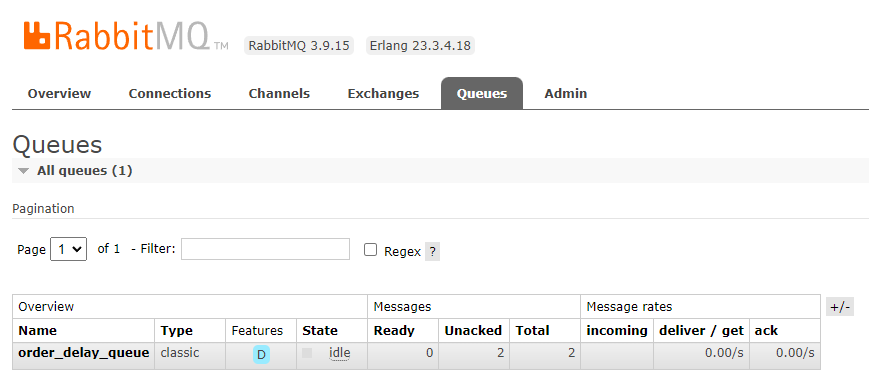 RabbitMQ TM RabbitMQ 3.9.15 Erlang 23.3.4.18
Overview Connections Channels Exchanges Queues Admin
Queues
All queues (1)
Pagination
Page 1 of 1 - Filter: Regex ?
Overview Messages Message rates +/-
Name Type Features State Ready Unacked Total incoming deliver / get ack
order_delay_queue classic D idle 0 2 2 0.00/s 0.00/s